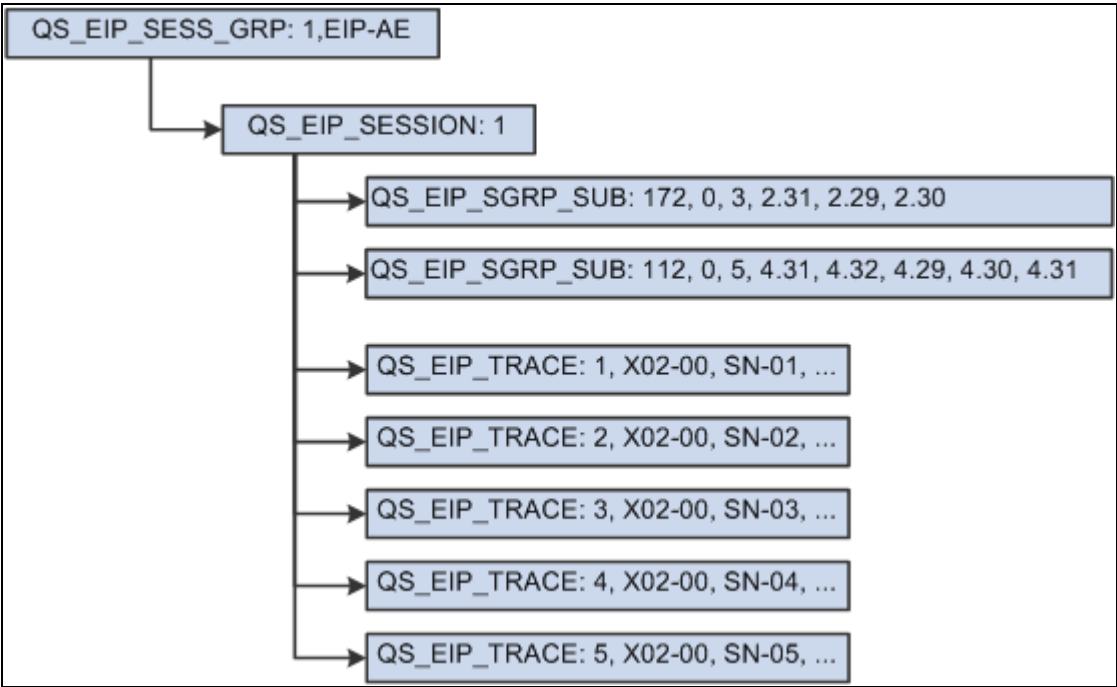 QS_EIP_SESS_GRP: 1,EIP-AE
QS_EIP_SESSION: 1
QS_EIP_SGRP_SUB: 172, 0, 3, 2.31, 2.29, 2.30
QS_EIP_SGRP_SUB: 112, 0, 5, 4.31, 4.32, 4.29, 4.30, 4.31
QS_EIP_TRACE: 1, X02-00, SN-01, ...
QS_EIP_TRACE: 2, X02-00, SN-02, ...
QS_EIP_TRACE: 3, X02-00, SN-03, ...
QS_EIP_TRACE: 4, X02-00, SN-04, ...
QS_EIP_TRACE: 5, X02-00, SN-05, ...